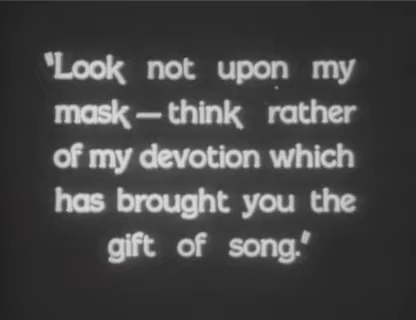 "Look not upon my
mask — think rather
of my devotion which
has brought you the
gift of song."